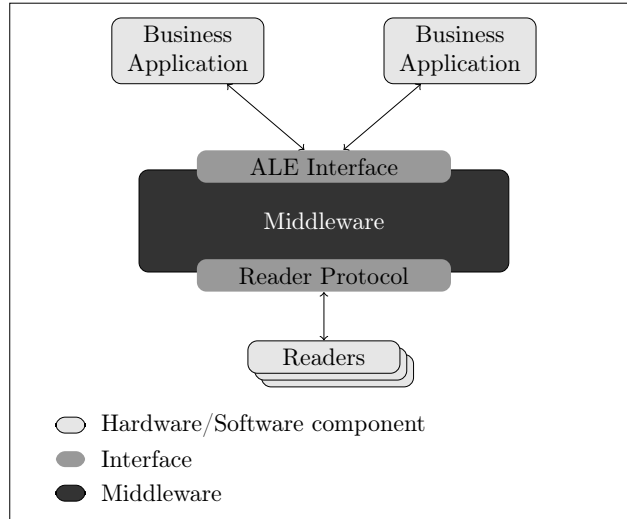 Business Application
Business Application
ALE Interface
Middleware
Reader Protocol
Readers
Hardware/Software component
Interface
Middleware